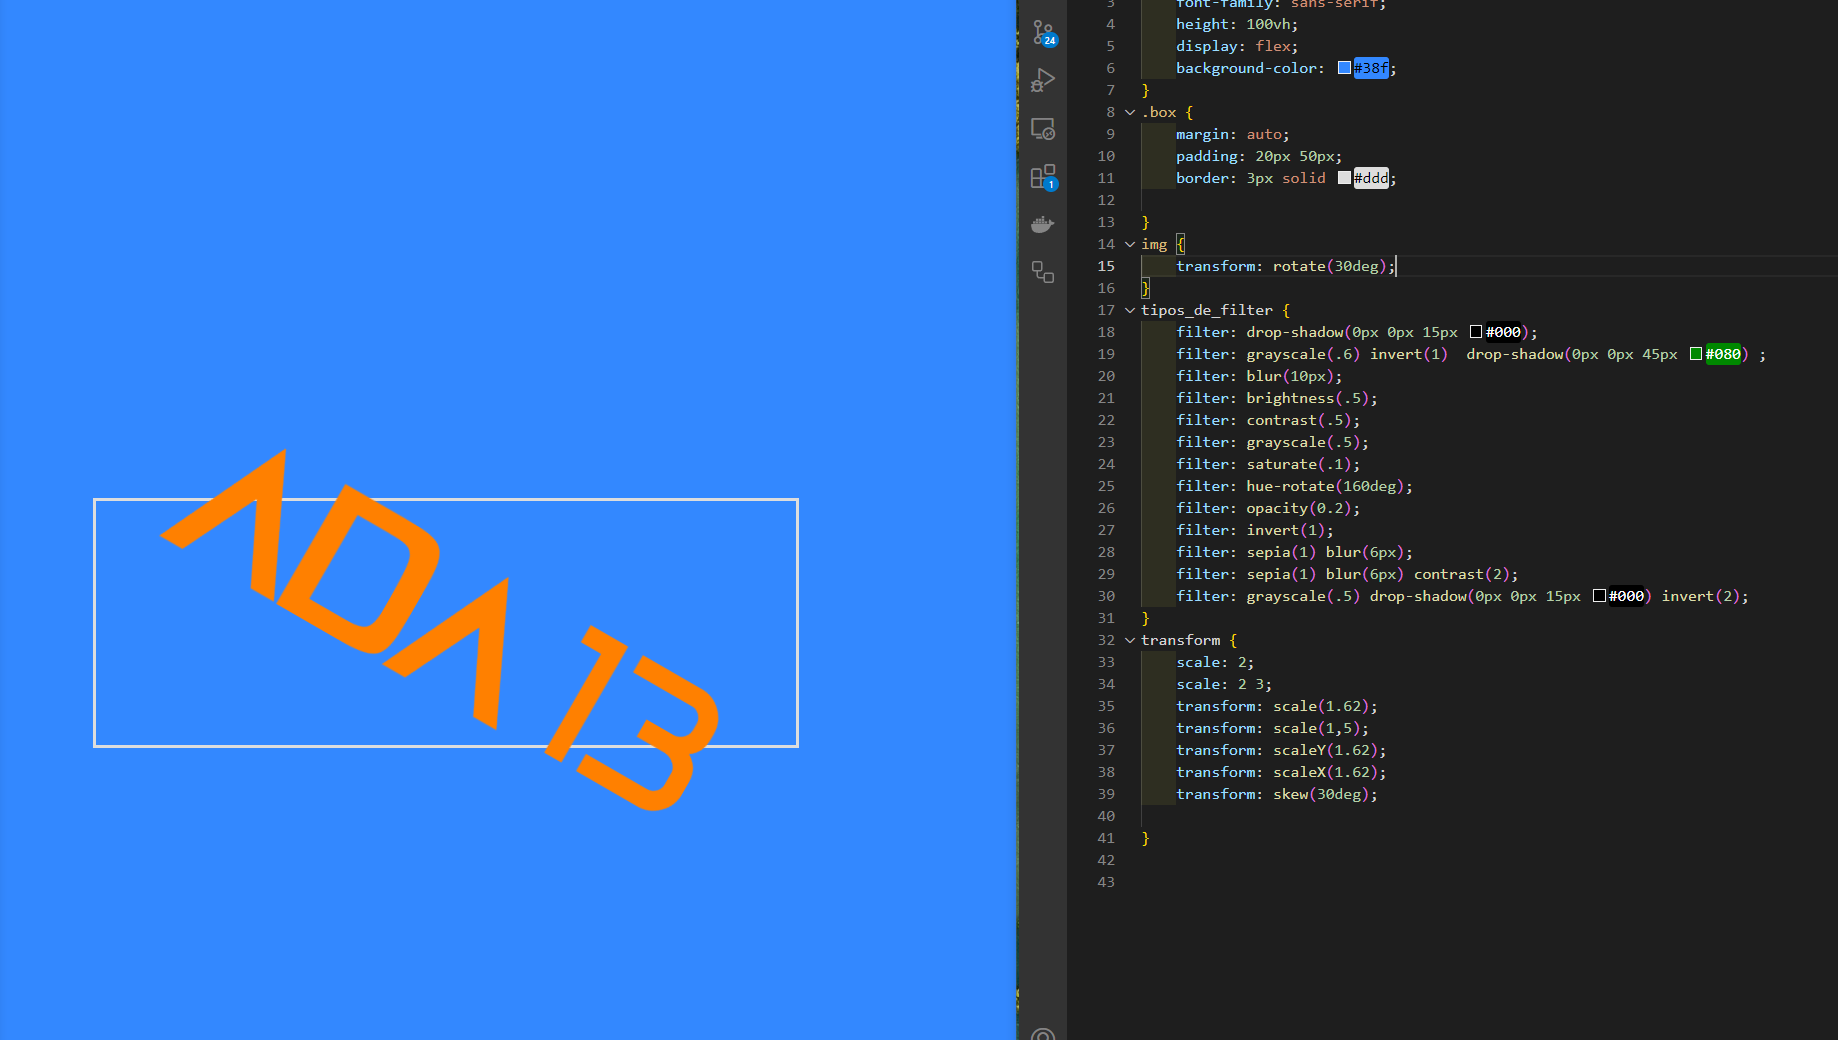 ADA 13
24
1
3 font-family: sans-serif;
4 height: 100vh;
5 display: flex;
6 background-color: #38f;
7 }
8 .box {
9 margin: auto;
10 padding: 20px 50px;
11 border: 3px solid #ddd;
12
13 }
14 img {
15 transform: rotate(30deg);
16 }
17 tipos_de_filter {
18 filter: drop-shadow(0px 0px 15px #000);
19 filter: grayscale(.6) invert(1)  drop-shadow(0px 0px 45px #080) ;
20 filter: blur(10px);
21 filter: brightness(.5);
22 filter: contrast(.5);
23 filter: grayscale(.5);
24 filter: saturate(.1);
25 filter: hue-rotate(160deg);
26 filter: opacity(0.2);
27 filter: invert(1);
28 filter: sepia(1) blur(6px);
29 filter: sepia(1) blur(6px) contrast(2);
30 filter: grayscale(.5) drop-shadow(0px 0px 15px #000) invert(2);
31 }
32 transform {
33 scale: 2;
34 scale: 2 3;
35 transform: scale(1.62);
36 transform: scale(1,5);
37 transform: scaleY(1.62);
38 transform: scaleX(1.62);
39 transform: skew(30deg);
40
41 }
42
43